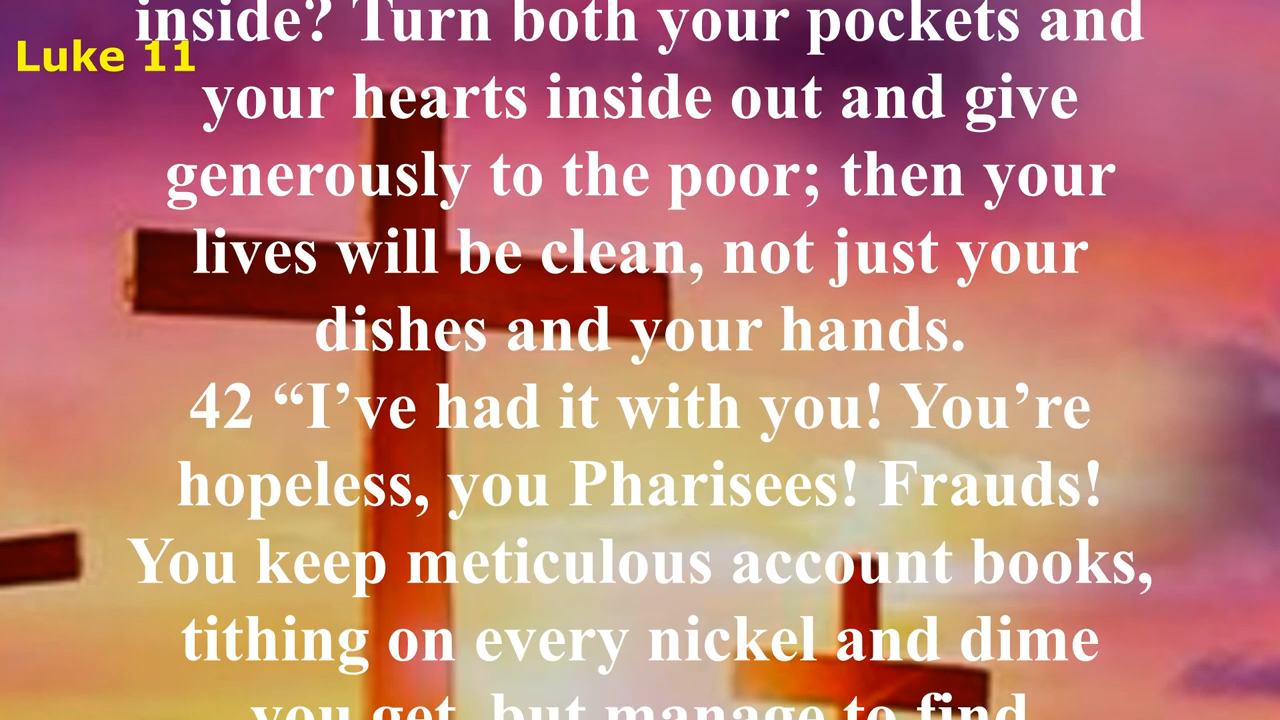 inside? Turn both your pockets and
Luke 11
your hearts inside out and give
generously to the poor; then your
lives will be clean, not just your
dishes and your hands.
42 “I’ve had it with you! You’re
hopeless, you Pharisees! Frauds!
You keep meticulous account books,
tithing on every nickel and dime
you get, but manage to find